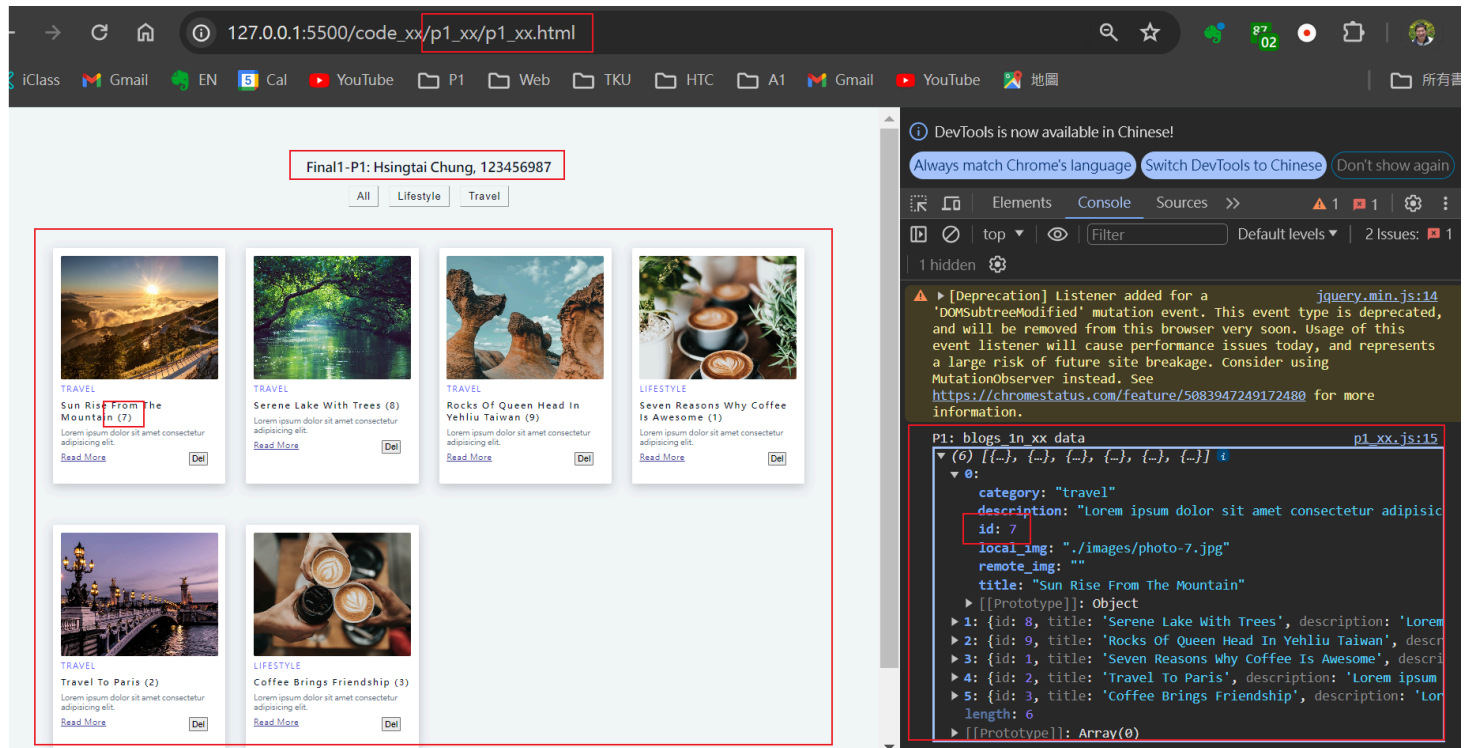 127.0.0.1:5500/code_xx/p1_xx/p1_xx.html
87
02
iClass Gmail EN 5 Cal YouTube P1 Web TKU HTC A1 Gmail YouTube 地圖
Final1-P1: Hsingtai Chung, 123456987
All Lifestyle Travel
TRAVEL
Sun Rise From The
Mountain (7)
Lorem ipsum dolor sit amet consectetur
adipisicing elit.
Read More Del
TRAVEL
Serene Lake With Trees (8)
Lorem ipsum dolor sit amet consectetur
adipisicing elit.
Read More Del
TRAVEL
Rocks Of Queen Head In
Yehliu Taiwan (9)
Lorem ipsum dolor sit amet consectetur
adipisicing elit.
Read More Del
LIFESTYLE
Seven Reasons Why Coffee
Is Awesome (1)
Lorem ipsum dolor sit amet consectetur
adipisicing elit.
Read More Del
TRAVEL
Travel To Paris (2)
Lorem ipsum dolor sit amet consectetur
adipisicing elit.
Read More Del
LIFESTYLE
Coffee Brings Friendship (3)
Lorem ipsum dolor sit amet consectetur
adipisicing elit.
Read More Del
DevTools is now available in Chinese!
Always match Chrome's language Switch DevTools to Chinese Don't show again
Elements Console Sources >> 1 1
top Filter Default levels 2 Issues: 1
1 hidden
[Deprecation] Listener added for a jquery.min.js:14
'DOMSubtreeModified' mutation event. This event type is deprecated,
and will be removed from this browser very soon. Usage of this
event listener will cause performance issues today, and represents
a large risk of future site breakage. Consider using
MutationObserver instead. See
https://chromestatus.com/feature/5083947249172480 for more
information.
P1: blogs_1n_xx data p1_xx.js:15
(6) [{…}, {…}, {…}, {…}, {…}, {…}] i
0:
category: "travel"
description: "Lorem ipsum dolor sit amet consectetur adipisic
id: 7
local_img: "./images/photo-7.jpg"
remote_img: ""
title: "Sun Rise From The Mountain"
[[Prototype]]: Object
1: {id: 8, title: 'Serene Lake With Trees', description: 'Lorem
2: {id: 9, title: 'Rocks Of Queen Head In Yehliu Taiwan', descr
3: {id: 1, title: 'Seven Reasons Why Coffee Is Awesome', descri
4: {id: 2, title: 'Travel To Paris', description: 'Lorem ipsum
5: {id: 3, title: 'Coffee Brings Friendship', description: 'Lor
length: 6
[[Prototype]]: Array(0)